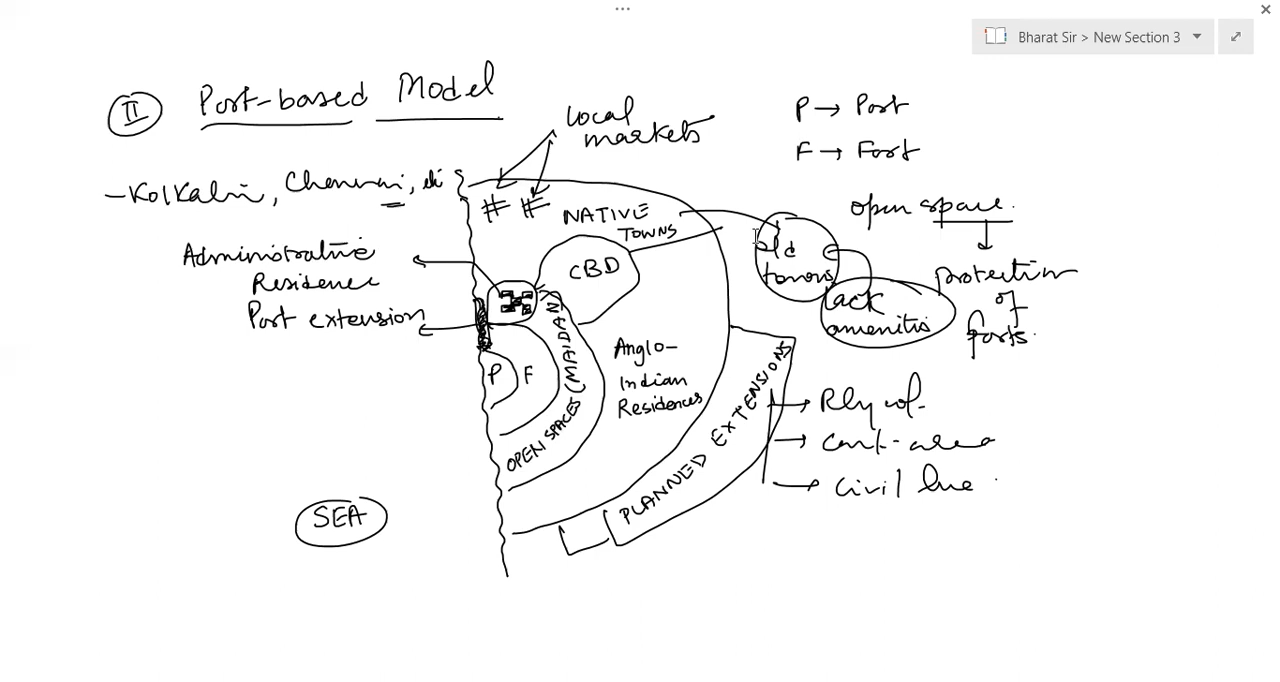 ...
Bharat Sir > New Section 3
II Port-based Model
P → Port
F → Fort
local markets
- Kolkata, Chennai, etc
open space
protection of forts.
NATIVE TOWNS
old towns
lack amenities
CBD
Administrative Residence
Port extension
P
F
OPEN SPACES (MAIDAN)
Anglo-Indian Residences
PLANNED EXTENSIONS
→ Rly col.
→ Cant-area
→ Civil line
SEA